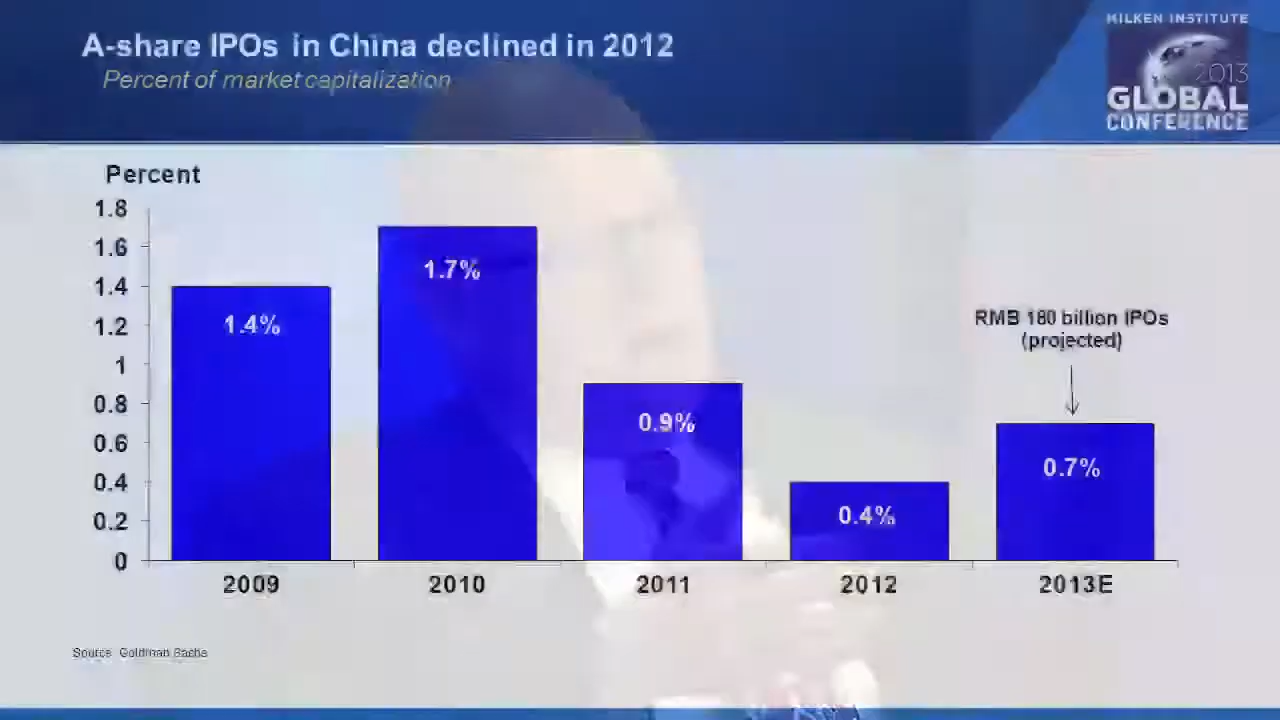 A-share IPOs in China declined in 2012
Percent of market capitalization
MILKEN INSTITUTE
2013
GLOBAL
CONFERENCE
Percent
1.8
1.6
1.4
1.2
1
0.8
0.6
0.4
0.2
0
1.4%
1.7%
0.9%
0.4%
0.7%
RMB 180 billion IPOs
(projected)
2009
2010
2011
2012
2013E
Source: Goldman Sachs